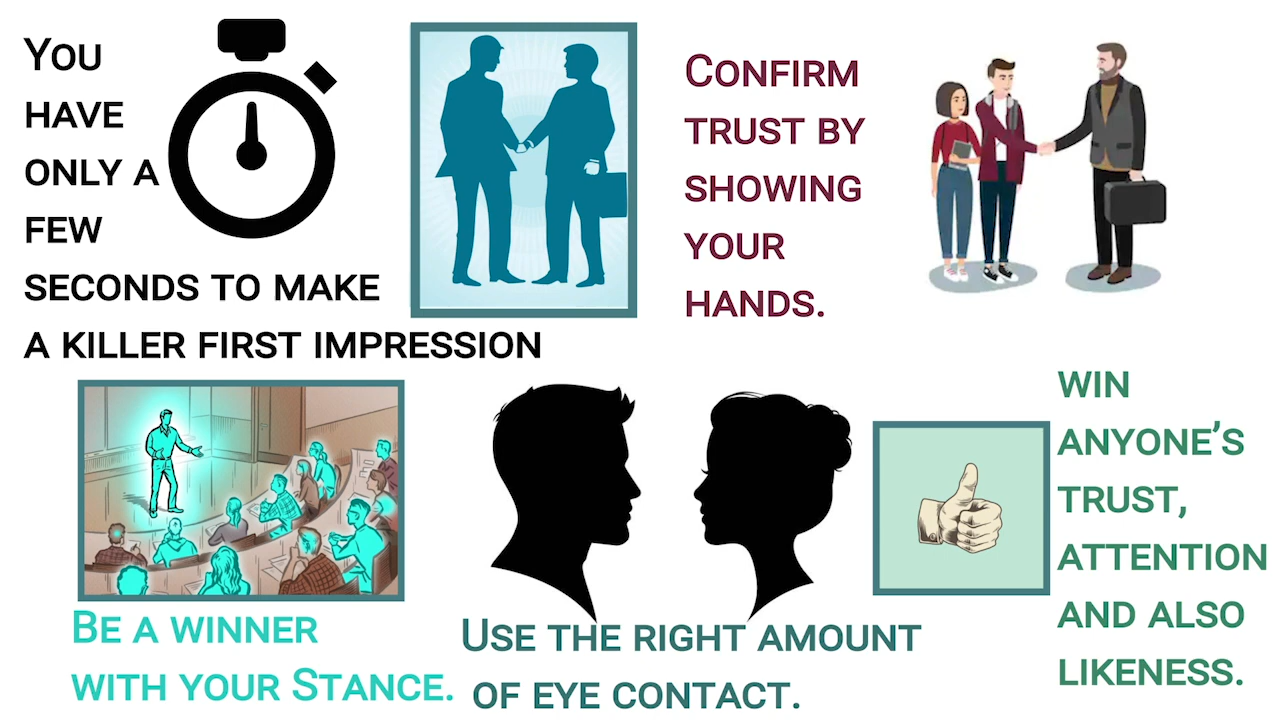 You
have
only a
few
seconds to make
a killer first impression
Confirm
trust by
showing
your
hands.
Be a winner
with your Stance.
Use the right amount
of eye contact.
win
anyone's
trust,
attention
and also
likeness.